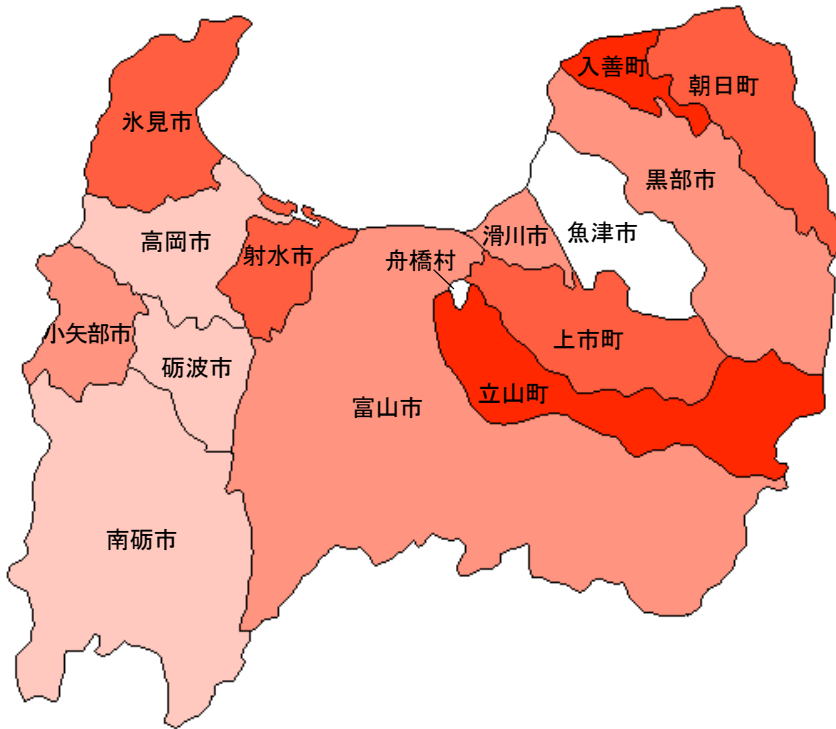 入善町
朝日町
氷見市
黒部市
魚津市
滑川市
高岡市
射水市
舟橋村
小矢部市
上市町
砺波市
立山町
富山市
南砺市